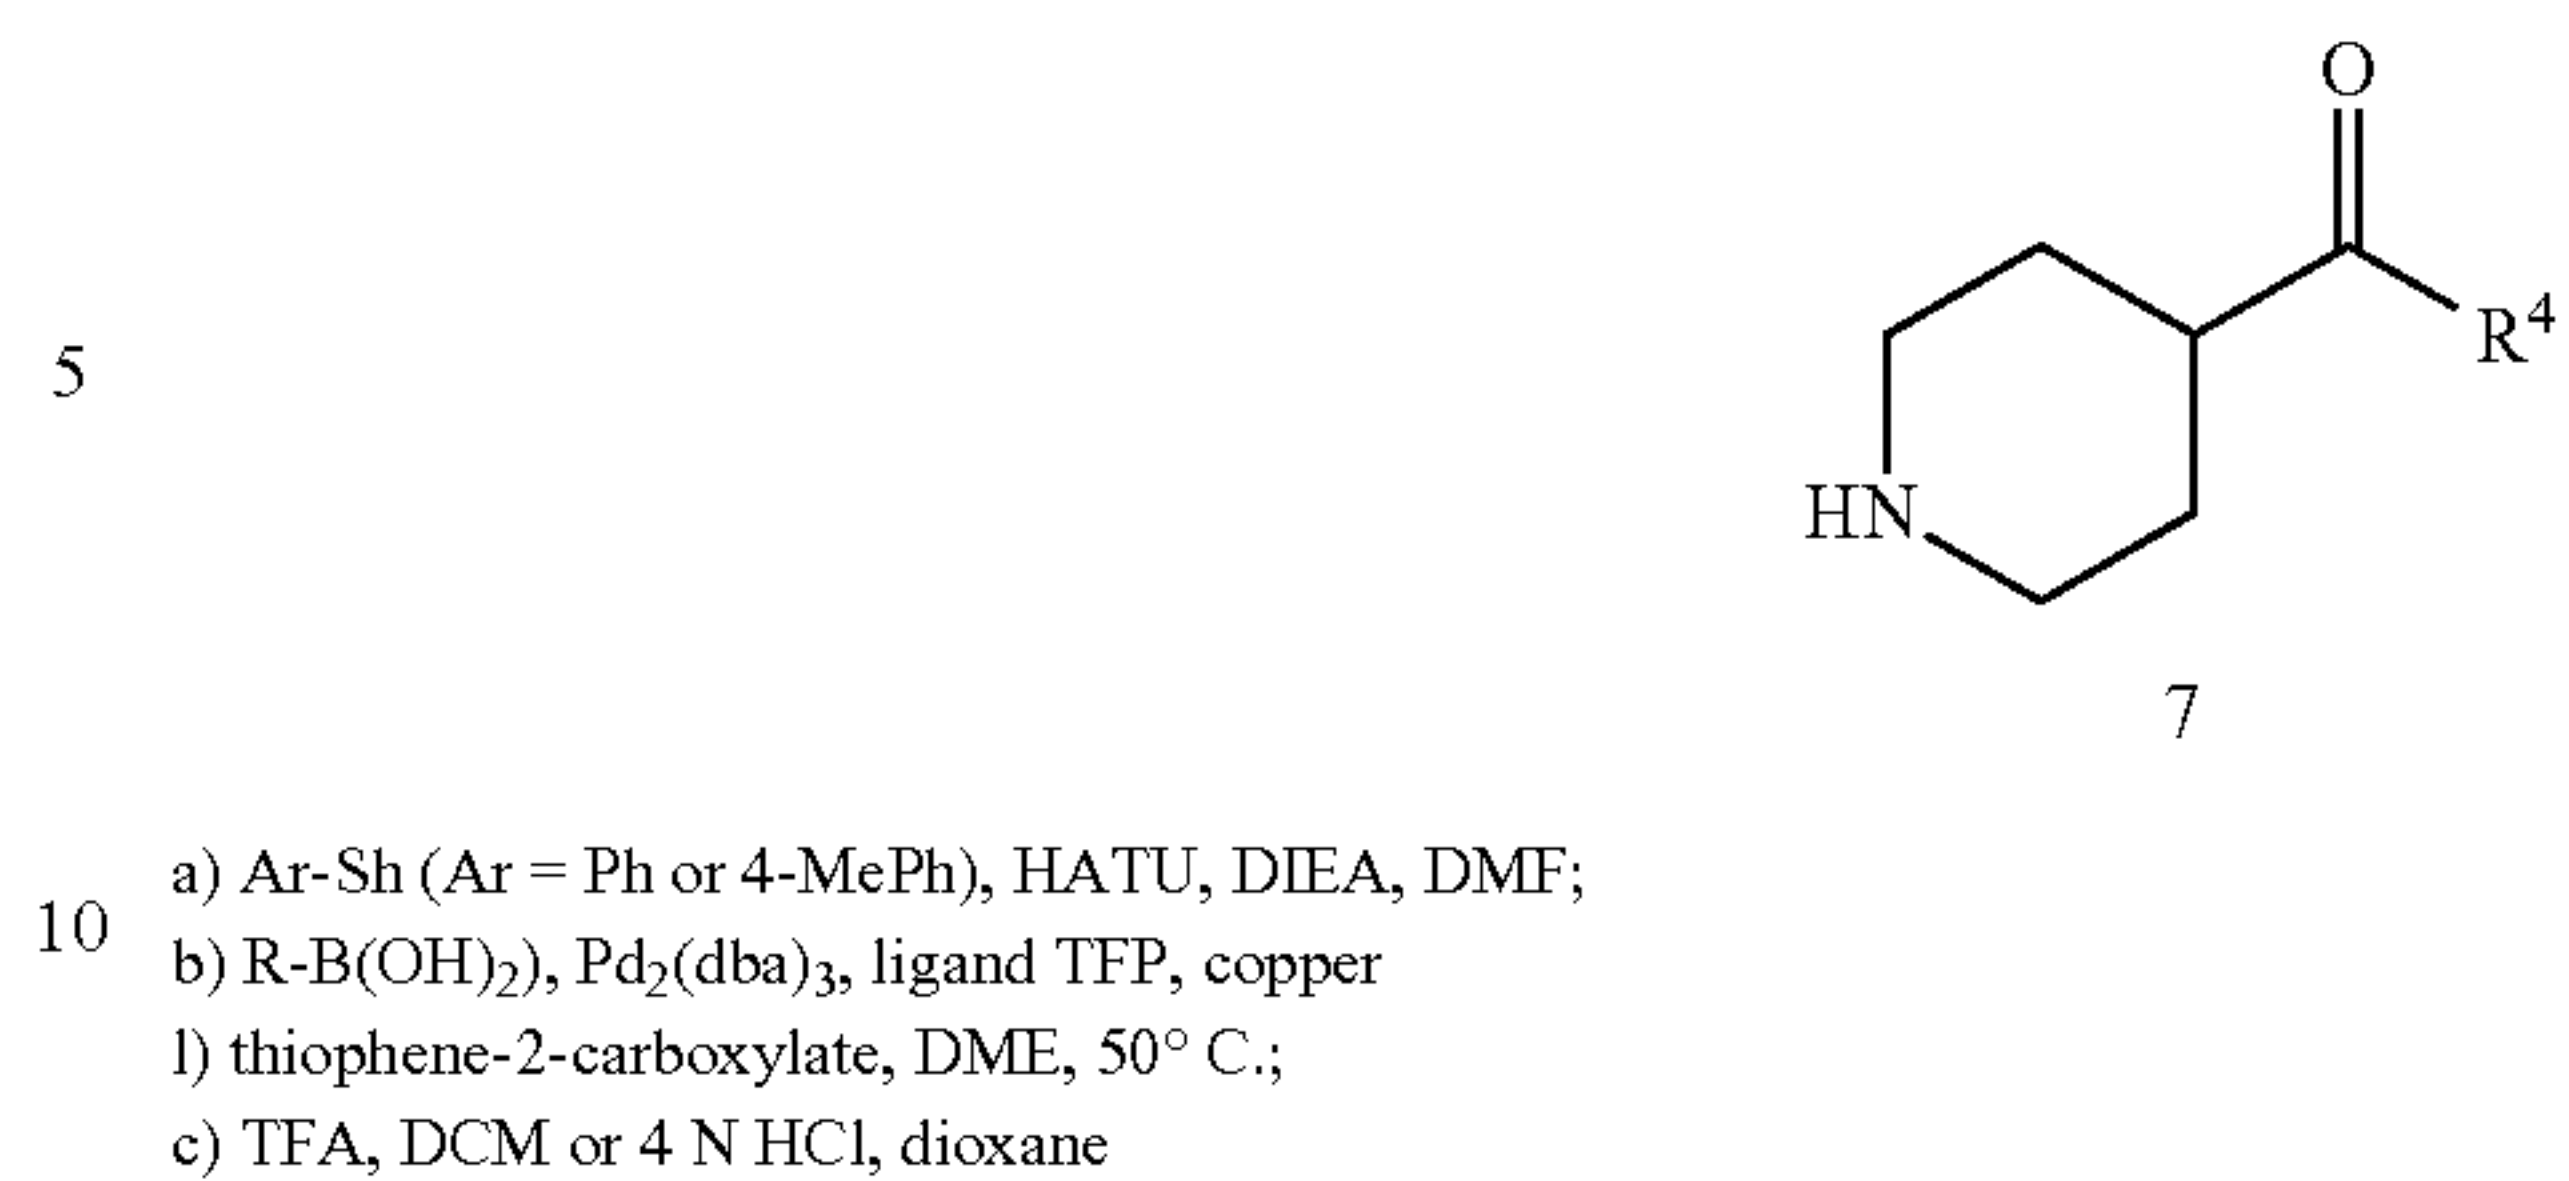 O
R⁴
5
HN
7
a) Ar-Sh (Ar = Ph or 4-MePh), HATU, DIEA, DMF;
10
b) R-B(OH)₂), Pd₂(dba)₃, ligand TFP, copper
l) thiophene-2-carboxylate, DME, 50° C.;
c) TFA, DCM or 4 N HCl, dioxane